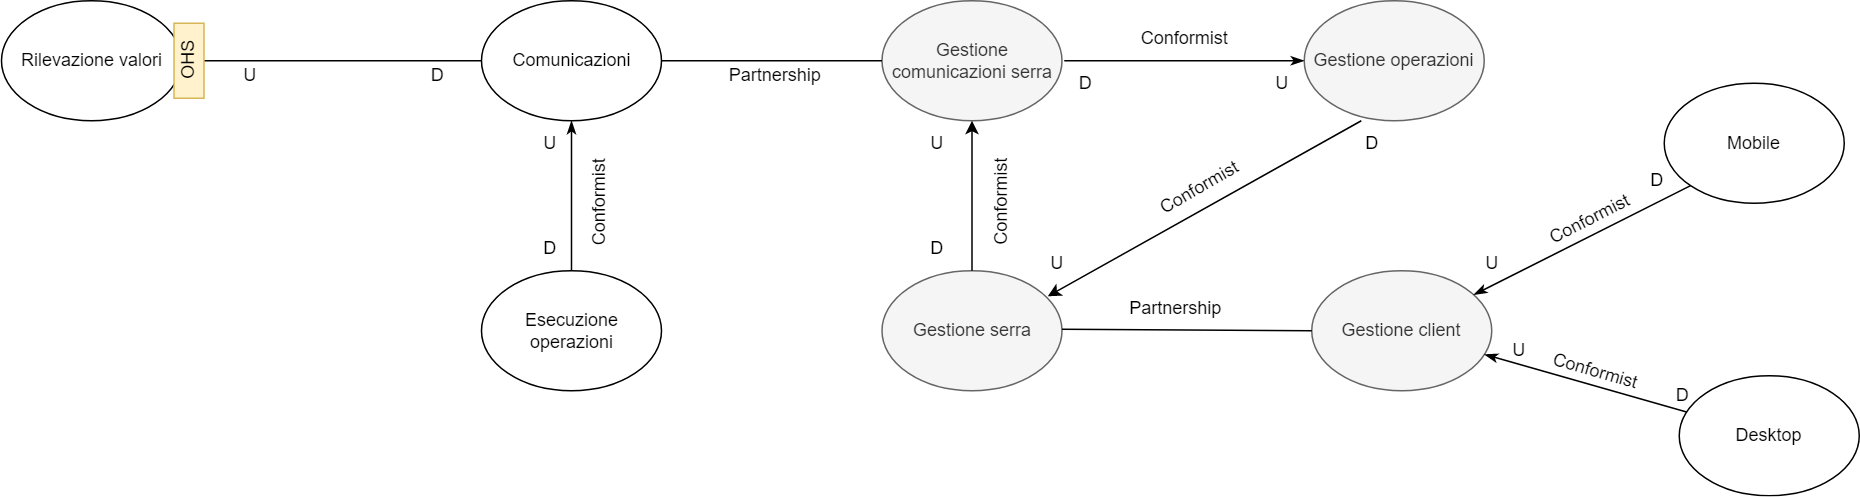 Rilevazione valori
OHS
U
D
Comunicazioni
Partnership
Gestione
comunicazioni serra
Conformist
D
U
Gestione operazioni
U
Conformist
D
Esecuzione
operazioni
U
Conformist
D
Gestione serra
D
Conformist
U
Partnership
Gestione client
Mobile
D
Conformist
U
U
Conformist
D
Desktop